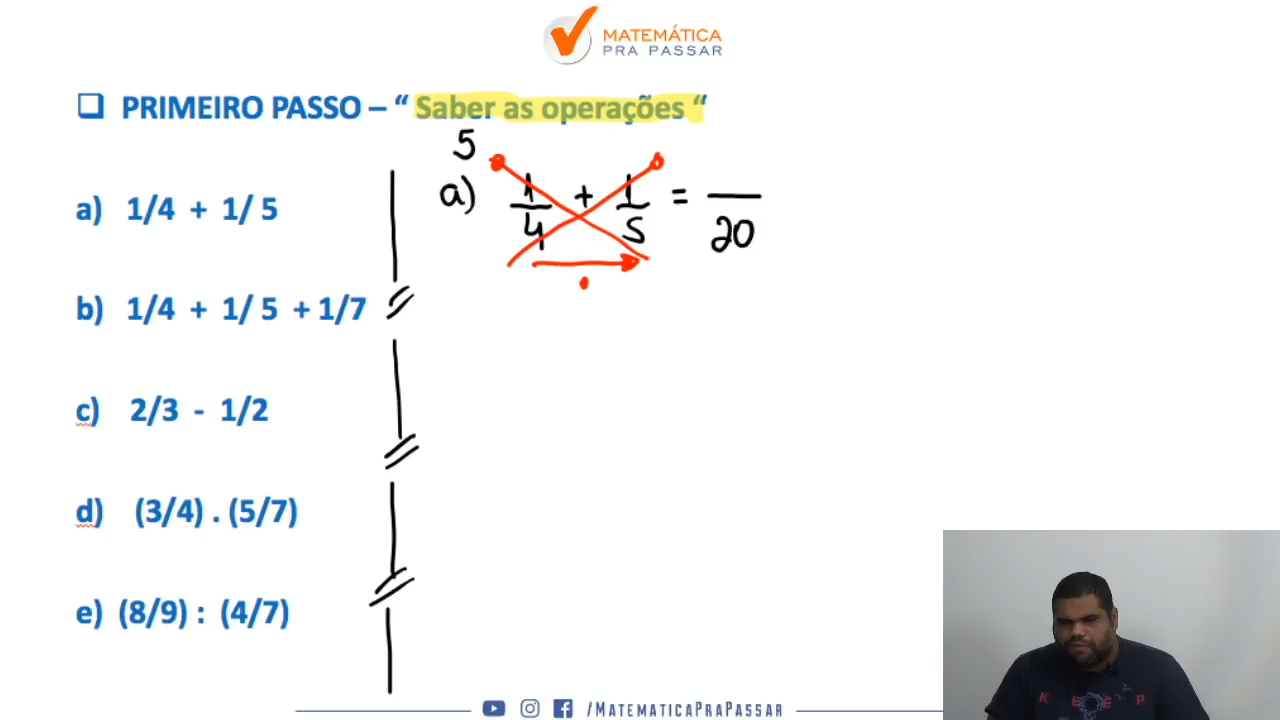 MATEMÁTICA
PRA PASSAR
PRIMEIRO PASSO – “ Saber as operações “
5
a) 1/4 + 1/ 5
a) 1/4 + 1/5 = /20
b) 1/4 + 1/ 5 + 1/7
c) 2/3 - 1/2
d) (3/4) . (5/7)
e) (8/9) : (4/7)
K E E P
/MATEMATICAPRAPASSAR